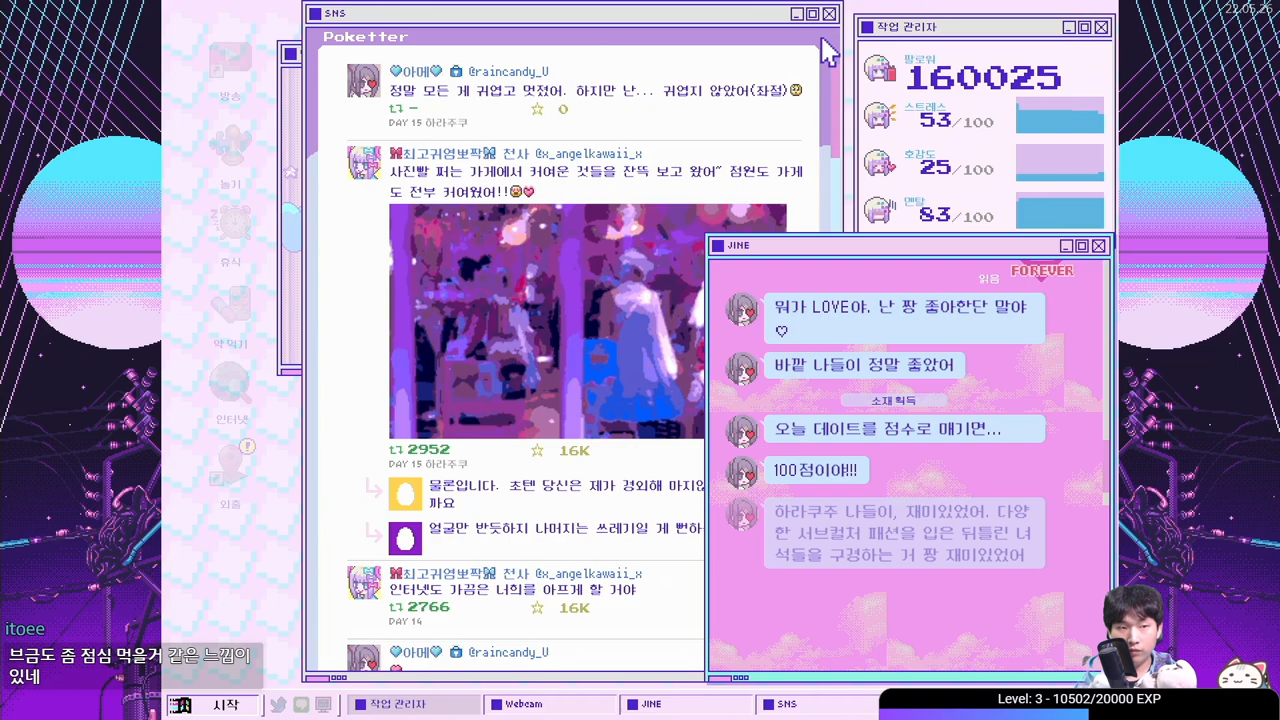 22.05.26
SNS
Poketter
아메 @raincandy_U
정말 모든 게 귀엽고 멋졌어. 하지만 난... 귀엽지 않았어(좌절)
-
0
DAY 15 하라주쿠
최고귀염뽀짝 천사 @x_angelkawaii_x
사진빨 쩌는 가게에서 커여운 것들을 잔뜩 보고 왔어~ 점원도 가게
도 전부 커여웠어!!
2952
16K
DAY 15 하라주쿠
물론입니다. 초텐 당신은 제가 경외해 마지않
까요
얼굴만 반듯하지 나머지는 쓰레기일 게 뻔하
최고귀염뽀짝 천사 @x_angelkawaii_x
인터넷도 가끔은 너희를 아프게 할 거야
2766
16K
DAY 14
아메 @raincandy_U
작업 관리자
팔로워
160025
스트레스
53/100
호감도
25/100
멘탈
83/100
JINE
FOREVER
읽음
뭐가 LOVE야. 난 짱 좋아한단 말야
♡
바깥 나들이 정말 좋았어
소재 획득
오늘 데이트를 점수로 매기면...
100점이야!!!
하라쿠주 나들이, 재미있었어. 다양
한 서브컬처 패션을 입은 뒤틀린 녀
석들을 구경하는 거 짱 재미있었어
방송
놀기
휴식
약 먹기
인터넷
외출
itoee
브금도 좀 점심 먹을거 같은 느낌이
있네
시작
작업 관리자
Webcam
JINE
SNS
Level: 3 - 10502/20000 EXP